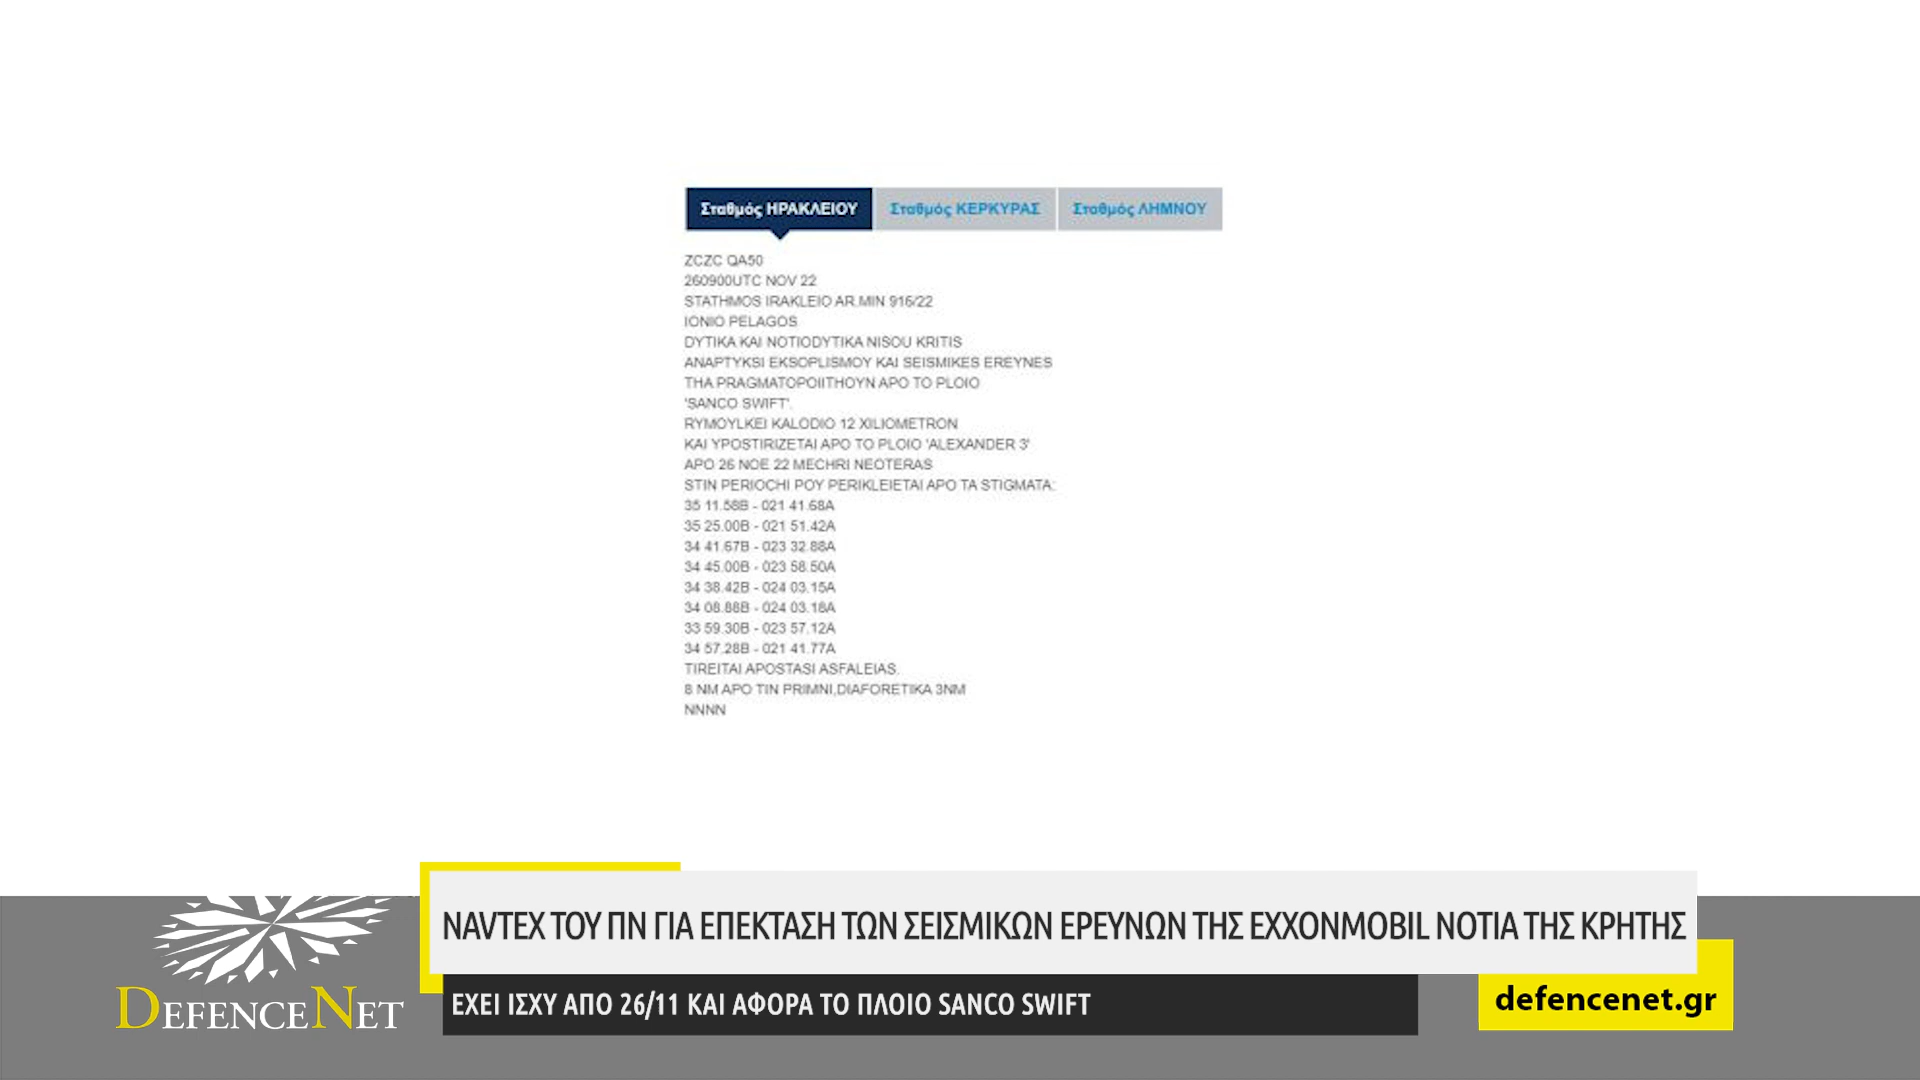 Σταθμός ΗΡΑΚΛΕΙΟΥ Σταθμός ΚΕΡΚΥΡΑΣ Σταθμός ΛΗΜΝΟΥ
ZCZC QA50
260900UTC NOV 22
STATHMOS IRAKLEIO AR.MIN 916/22
IONIO PELAGOS
DYTIKA KAI NOTIODYTIKA NISOU KRITIS
ANAPTYKSI EKSOPLISMOY KAI SEISMIKES EREYNES
THA PRAGMATOPOIITHOYN APO TO PLOIO
'SANCO SWIFT'.
RYMOYLKEI KALODIO 12 XILIOMETRON
KAI YPOSTIRIZETAI APO TO PLOIO 'ALEXANDER 3'
APO 26 NOE 22 MECHRI NEOTERAS
STIN PERIOCHI POY PERIKLEIETAI APO TA STIGMATA:
35 11.58B - 021 41.68A
35 25.00B - 021 51.42A
34 41.67B - 023 32.88A
34 45.00B - 023 58.50A
34 38.42B - 024 03.15A
34 08.88B - 024 03.18A
33 59.30B - 023 57.12A
34 57.28B - 021 41.77A
TIREITAI APOSTASI ASFALEIAS.
8 NM APO TIN PRIMNI,DIAFORETIKA 3NM
NNNN
NAVTEX ΤΟΥ ΠΝ ΓΙΑ ΕΠΕΚΤΑΣΗ ΤΩΝ ΣΕΙΣΜΙΚΩΝ ΕΡΕΥΝΩΝ ΤΗΣ EXXONMOBIL ΝΟΤΙΑ ΤΗΣ ΚΡΗΤΗΣ
ΕΧΕΙ ΙΣΧΥ ΑΠΟ 26/11 ΚΑΙ ΑΦΟΡΑ ΤΟ ΠΛΟΙΟ SANCO SWIFT
DEFENCENET
defencenet.gr